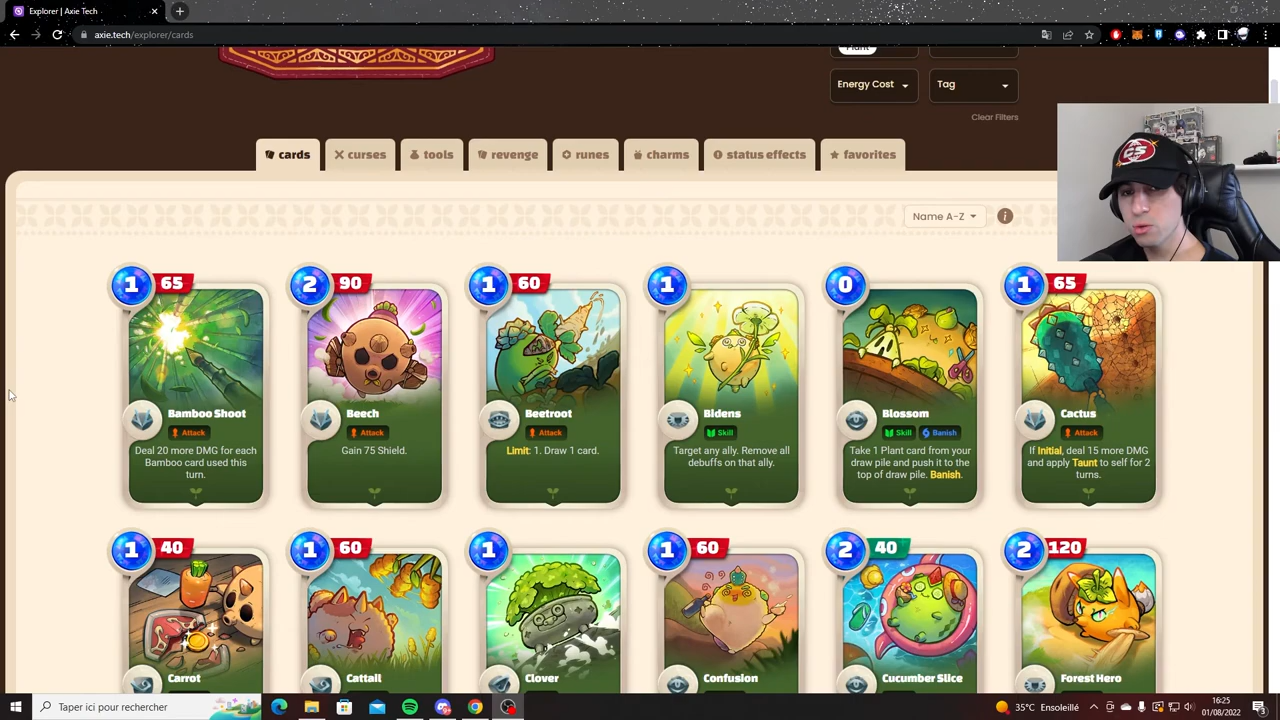 Explorer | Axie Tech
axie.tech/explorer/cards
Plant
Energy Cost
Tag
Clear Filters
cards
curses
tools
revenge
runes
charms
status effects
favorites
Name A-Z
i
1 65
2 90
1 60
1
0
1 65
Bamboo Shoot
Attack
Deal 20 more DMG for each
Bamboo card used this
turn.
Beech
Attack
Gain 75 Shield.
Beetroot
Attack
Limit: 1. Draw 1 card.
Bidens
Skill
Target any ally. Remove all
debuffs on that ally.
Blossom
Skill Banish
Take 1 Plant card from your
draw pile and push it to the
top of draw pile. Banish.
Cactus
Attack
If Initial, deal 15 more DMG
and apply Taunt to self for 2
turns.
1 40
1 60
1
1 60
2 40
2 120
Carrot
Cattail
Clover
Confusion
Cucumber Slice
Forest Hero
Taper ici pour rechercher
35°C Ensoleillé
16:25
01/08/2022
3